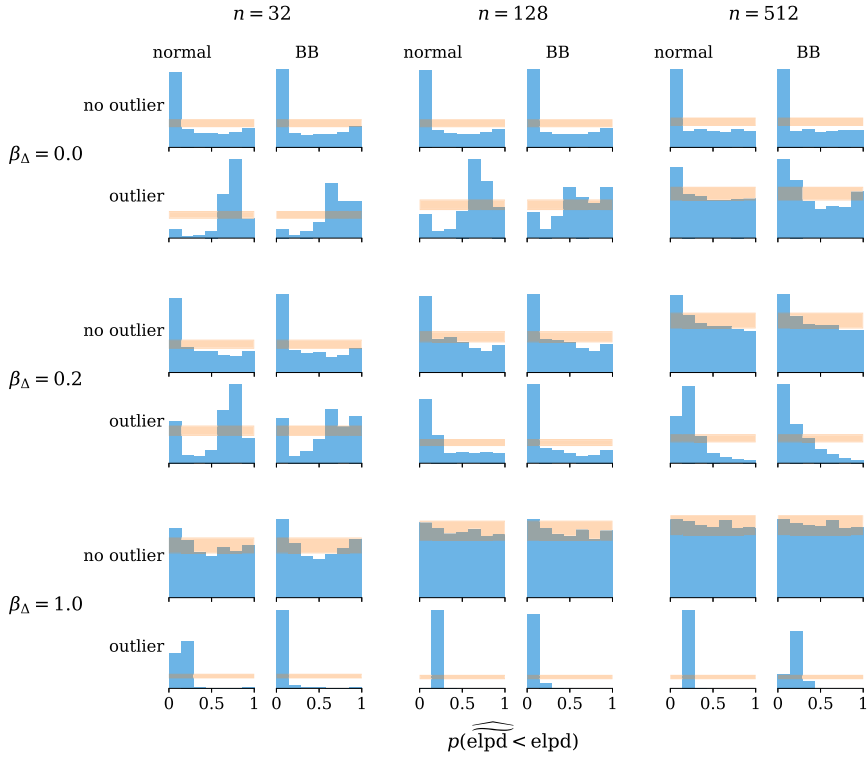 n = 32 n = 128 n = 512
normal BB normal BB normal BB
no outlier
β_Δ = 0.0
outlier
no outlier
β_Δ = 0.2
outlier
no outlier
β_Δ = 1.0
outlier
0 0.5 1 0 0.5 1 0 0.5 1 0 0.5 1 0 0.5 1 0 0.5 1
p(\widetilde{\widehat{elpd}} < elpd)